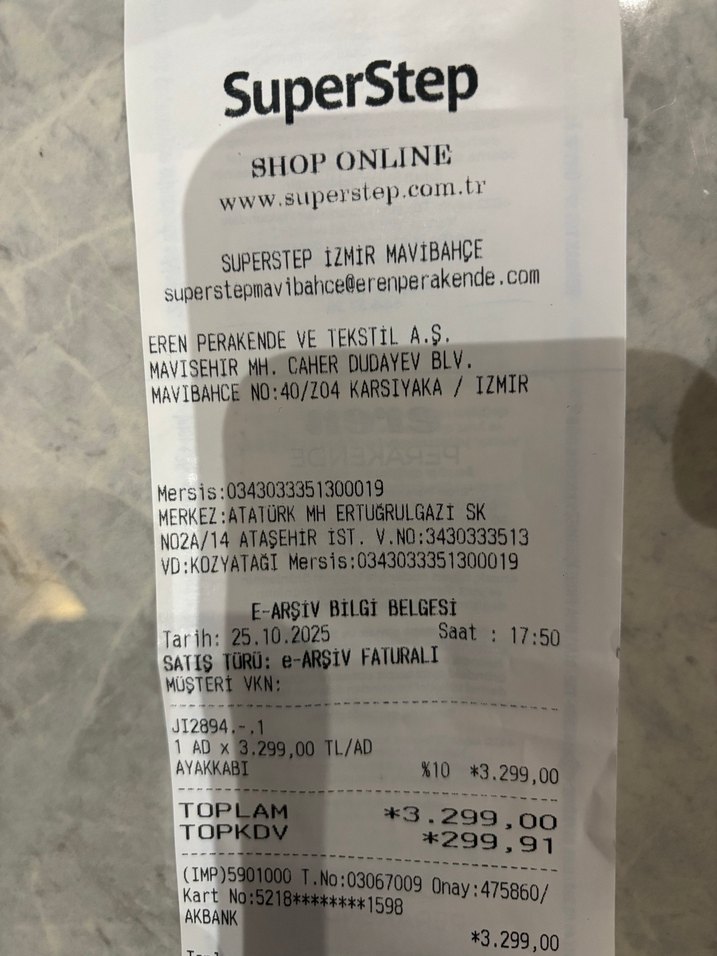 SuperStep
SHOP ONLINE
www.superstep.com.tr
SUPERSTEP İZMİR MAVİBAHÇE
superstepmavibahce@erenperakende.com
EREN PERAKENDE VE TEKSTİL A.Ş.
MAVISEHIR MH. CAHER DUDAYEV BLV.
MAVIBAHCE NO:40/Z04 KARSIYAKA / IZMIR
Mersis:0343033351300019
MERKEZ:ATATÜRK MH ERTUĞRULGAZİ SK
NO2A/14 ATAŞEHİR İST. V.NO:3430333513
VD:KOZYATAĞI Mersis:0343033351300019
E-ARŞİV BİLGİ BELGESİ
Tarih: 25.10.2025 Saat : 17:50
SATIŞ TÜRÜ: e-ARŞİV FATURALI
MÜŞTERİ VKN:
JI2894.-.1
1 AD x 3.299,00 TL/AD
AYAKKABI %10 *3.299,00
TOPLAM *3.299,00
TOPKDV *299,91
(IMP)5901000 T.No:03067009 Onay:475860/
Kart No:5218********1598
AKBANK
*3.299,00